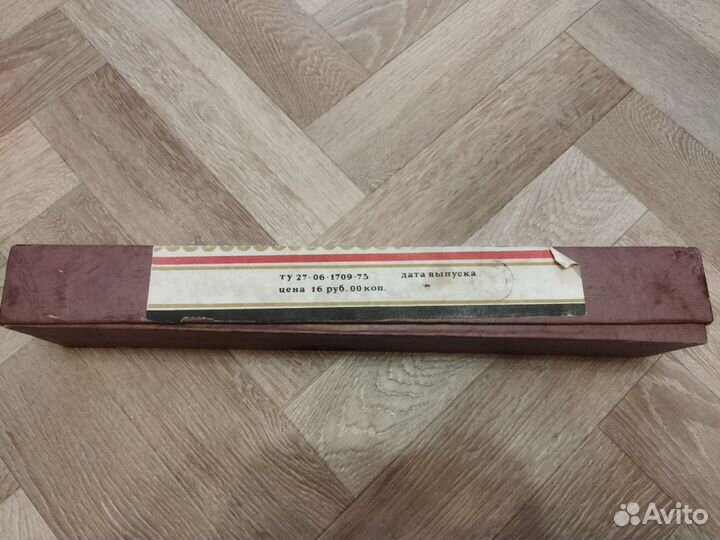 ту 27-06-1709-75 дата выпуска
цена 16 руб. 00 коп.
Avito